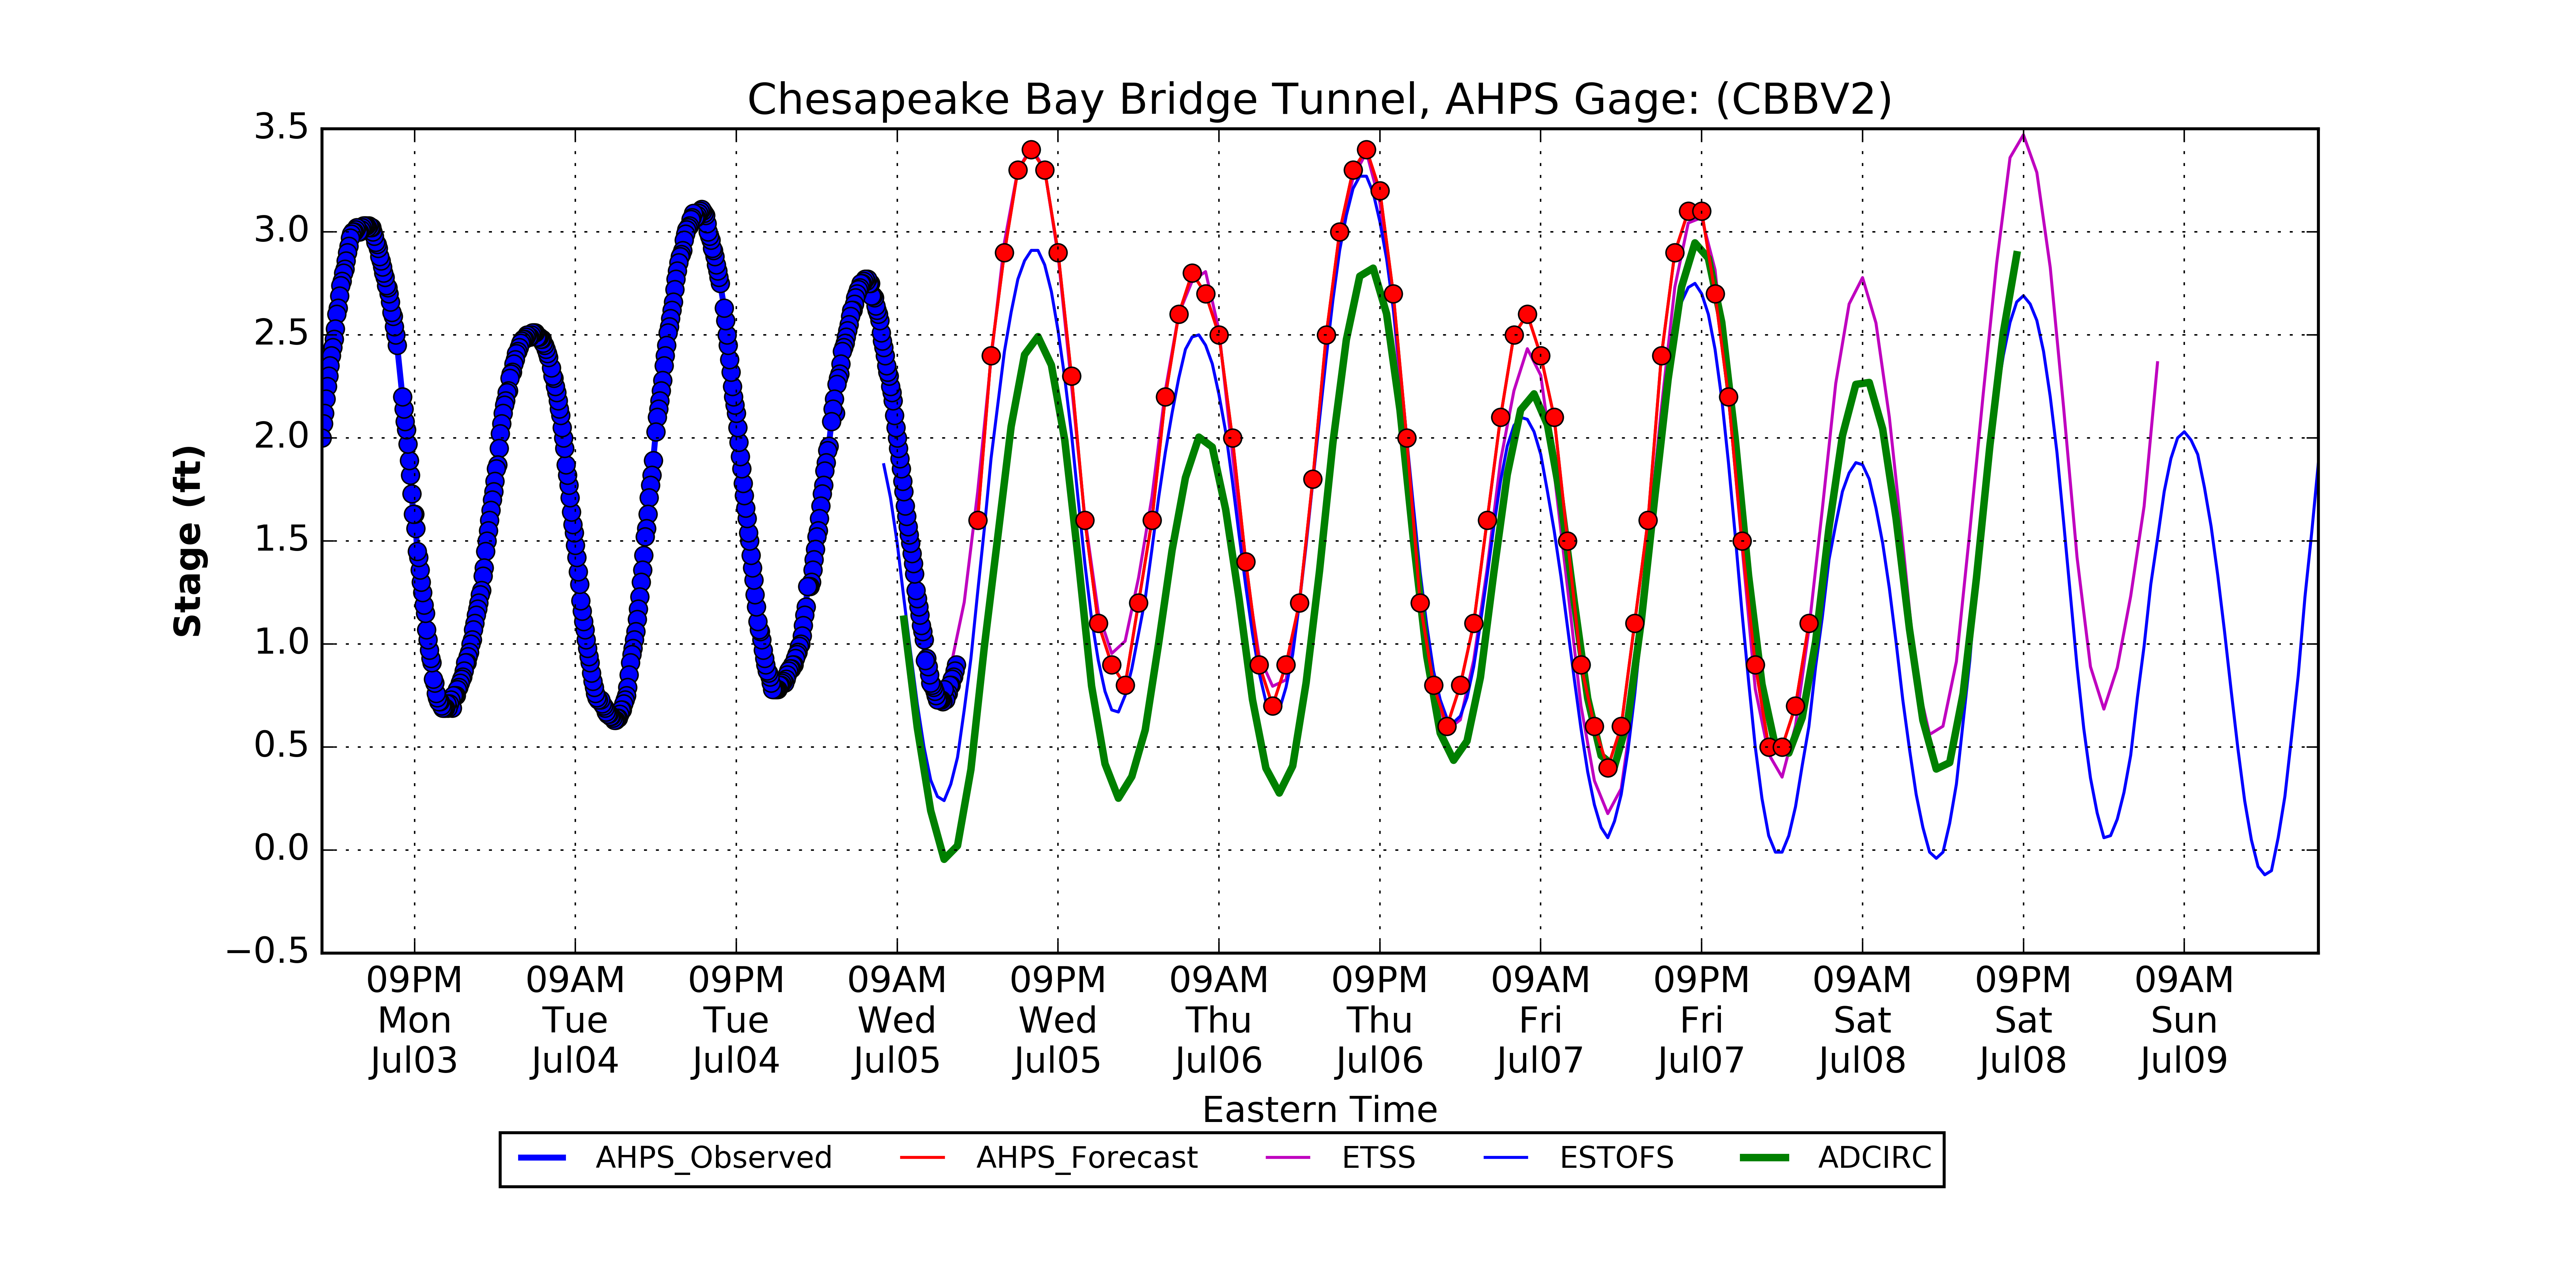 Chesapeake Bay Bridge Tunnel, AHPS Gage: (CBBV2)
3.5
3.0
2.5
2.0
1.5
1.0
0.5
0.0
−0.5
Stage (ft)
09PM 09AM 09PM 09AM 09PM 09AM 09PM 09AM 09PM 09AM 09PM 09AM
Mon Tue Tue Wed Wed Thu Thu Fri Fri Sat Sat Sun
Jul03 Jul04 Jul04 Jul05 Jul05 Jul06 Jul06 Jul07 Jul07 Jul08 Jul08 Jul09
Eastern Time
AHPS_Observed AHPS_Forecast ETSS ESTOFS ADCIRC